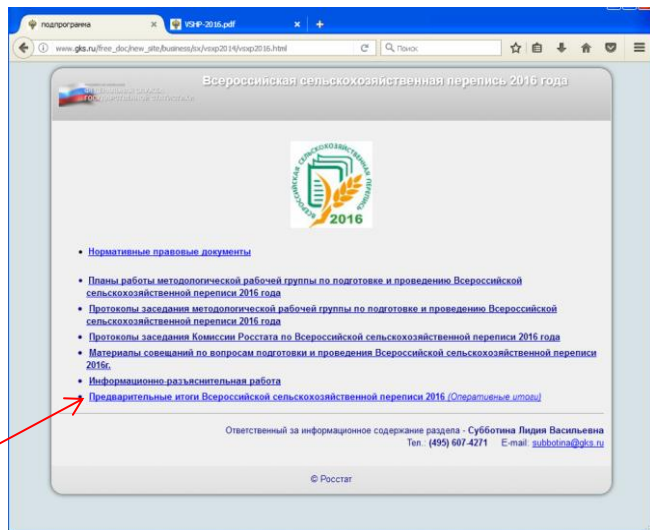 подпрограмма
VSHP-2016.pdf
www.gks.ru/free_doc/new_site/business/sx/vsxp2014/vsxp2016.html
Поиск
Всероссийская сельскохозяйственная перепись 2016 года
ФЕДЕРАЛЬНАЯ СЛУЖБА
ГОСУДАРСТВЕННОЙ СТАТИСТИКИ
ВСЕРОССИЙСКАЯ СЕЛЬСКОХОЗЯЙСТВЕННАЯ ПЕРЕПИСЬ
2016
• Нормативные правовые документы
• Планы работы методологической рабочей группы по подготовке и проведению Всероссийской
сельскохозяйственной переписи 2016 года
• Протоколы заседания методологической рабочей группы по подготовке и проведению Всероссийской
сельскохозяйственной переписи 2016 года
• Протоколы заседания Комиссии Росстата по Всероссийской сельскохозяйственной переписи 2016 года
• Материалы совещаний по вопросам подготовки и проведения Всероссийской сельскохозяйственной переписи
2016г.
• Информационно-разъяснительная работа
• Предварительные итоги Всероссийской сельскохозяйственной переписи 2016 (Оперативные итоги)
Ответственный за информационное содержание раздела - Субботина Лидия Васильевна
Тел.: (495) 607-4271 E-mail: subbotina@gks.ru
© Росстат